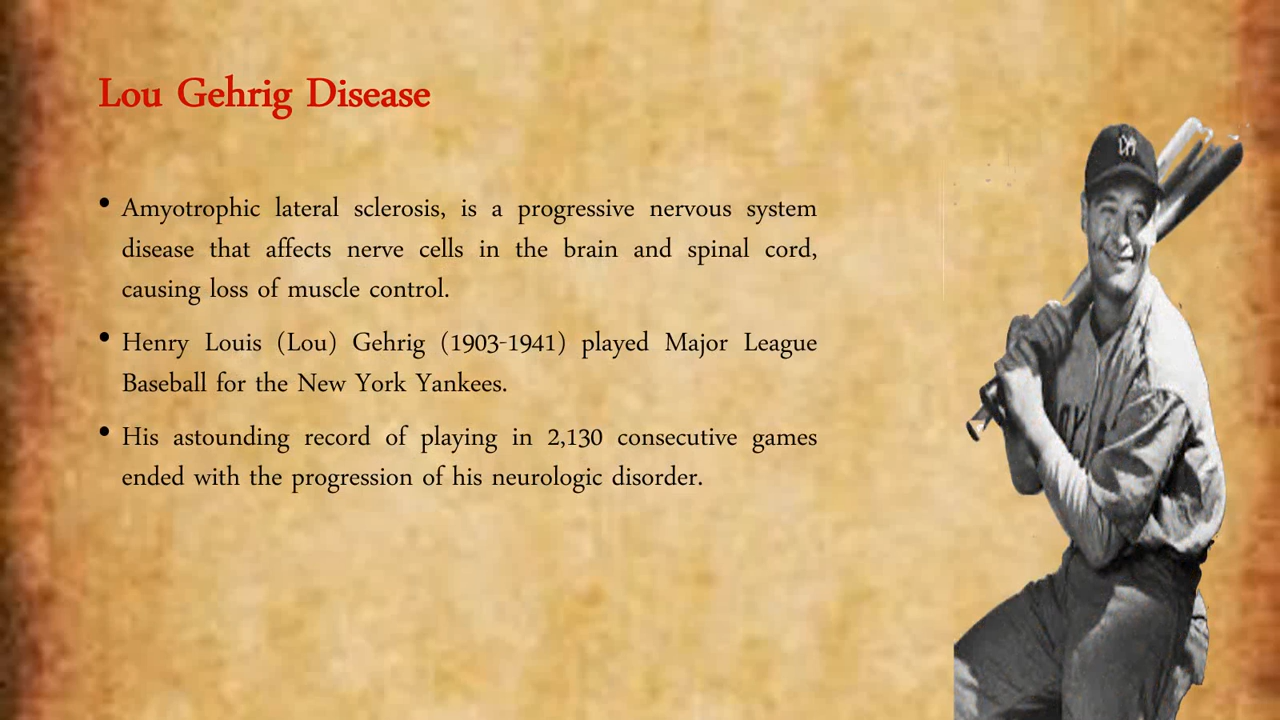 Lou Gehrig Disease
• Amyotrophic lateral sclerosis, is a progressive nervous system
disease that affects nerve cells in the brain and spinal cord,
causing loss of muscle control.
• Henry Louis (Lou) Gehrig (1903-1941) played Major League
Baseball for the New York Yankees.
• His astounding record of playing in 2,130 consecutive games
ended with the progression of his neurologic disorder.